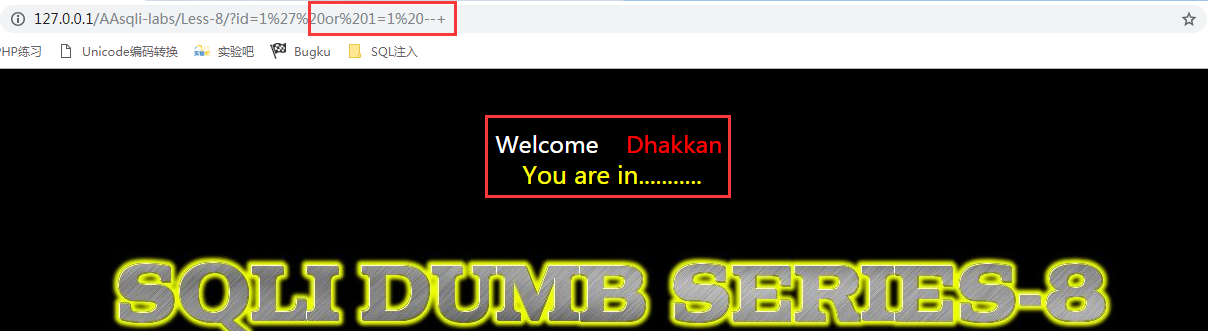 127.0.0.1/AAsqli-labs/Less-8/?id=1%27%20or%201=1%20--+
PHP练习 Unicode编码转换 实验吧 Bugku SQL注入
Welcome Dhakkan
You are in...........
SQLI DUMB SERIES-8